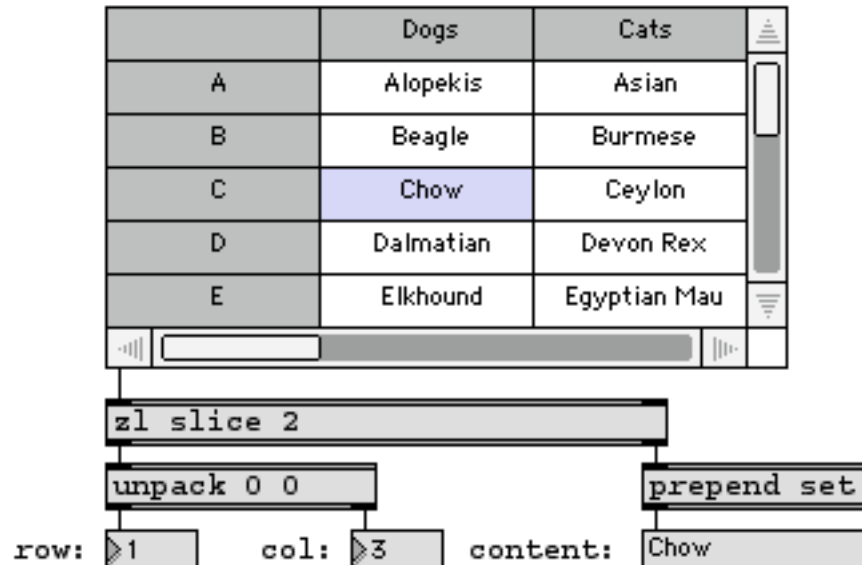 Dogs Cats
A Alopekis Asian
B Beagle Burmese
C Chow Ceylon
D Dalmatian Devon Rex
E Elkhound Egyptian Mau
zl slice 2
unpack 0 0 prepend set
row: 1 col: 3 content: Chow